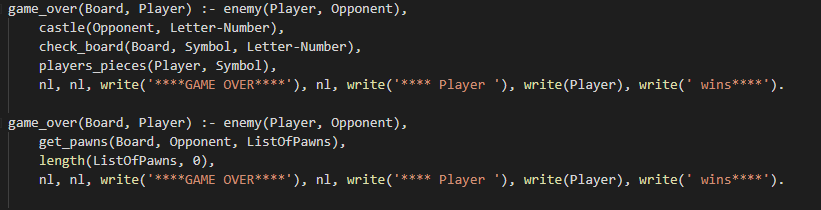 game_over(Board, Player) :- enemy(Player, Opponent),
    castle(Opponent, Letter-Number),
    check_board(Board, Symbol, Letter-Number),
    players_pieces(Player, Symbol),
    nl, nl, write('****GAME OVER****'), nl, write('**** Player '), write(Player), write(' wins****').

game_over(Board, Player) :- enemy(Player, Opponent),
    get_pawns(Board, Opponent, ListOfPawns),
    length(ListOfPawns, 0),
    nl, nl, write('****GAME OVER****'), nl, write('**** Player '), write(Player), write(' wins****').